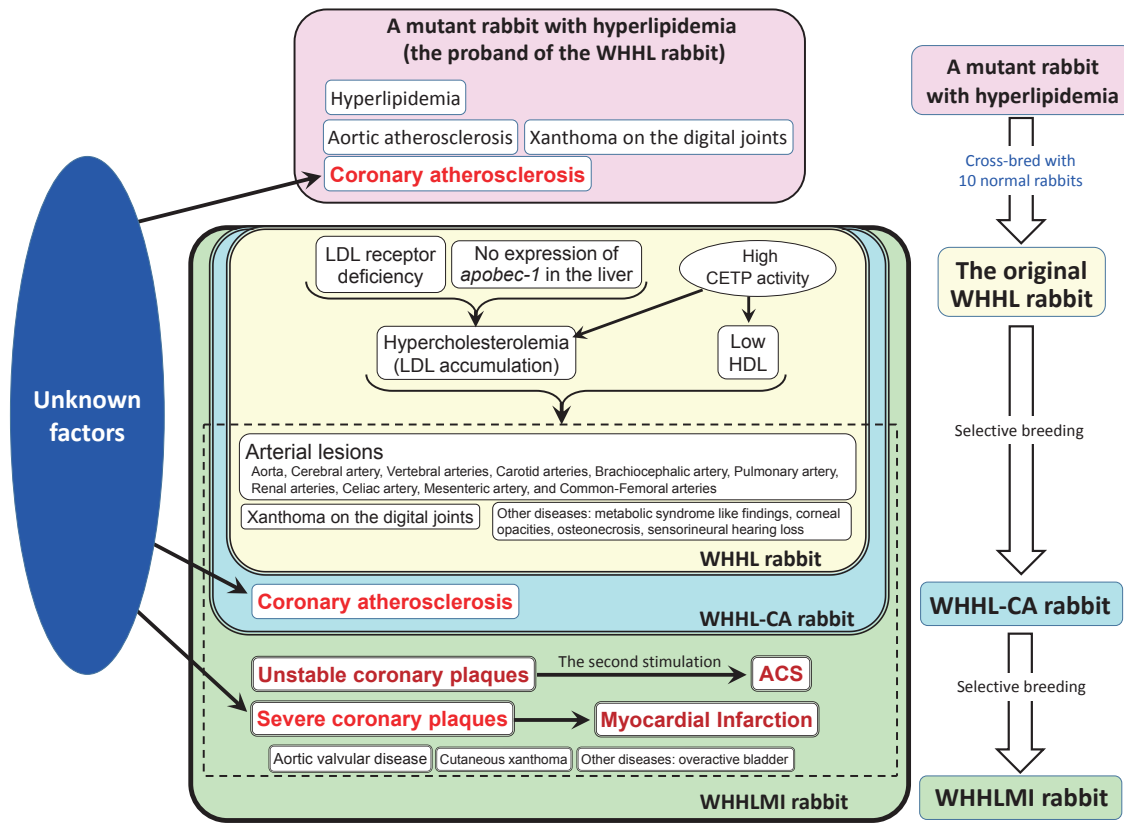 A mutant rabbit with hyperlipidemia
(the proband of the WHHL rabbit)
Hyperlipidemia
Aortic atherosclerosis
Xanthoma on the digital joints
Coronary atherosclerosis
Unknown
factors
LDL receptor
deficiency
No expression of
apobec-1 in the liver
High
CETP activity
Hypercholesterolemia
(LDL accumulation)
Low
HDL
Arterial lesions
Aorta, Cerebral artery, Vertebral arteries, Carotid arteries, Brachiocephalic artery, Pulmonary artery,
Renal arteries, Celiac artery, Mesenteric artery, and Common-Femoral arteries
Xanthoma on the digital joints
Other diseases: metabolic syndrome like findings, corneal
opacities, osteonecrosis, sensorineural hearing loss
WHHL rabbit
Coronary atherosclerosis
WHHL-CA rabbit
Unstable coronary plaques
The second stimulation
ACS
Severe coronary plaques
Myocardial Infarction
Aortic valvular disease
Cutaneous xanthoma
Other diseases: overactive bladder
WHHLMI rabbit
A mutant rabbit
with hyperlipidemia
Cross-bred with
10 normal rabbits
The original
WHHL rabbit
Selective breeding
WHHL-CA rabbit
Selective breeding
WHHLMI rabbit